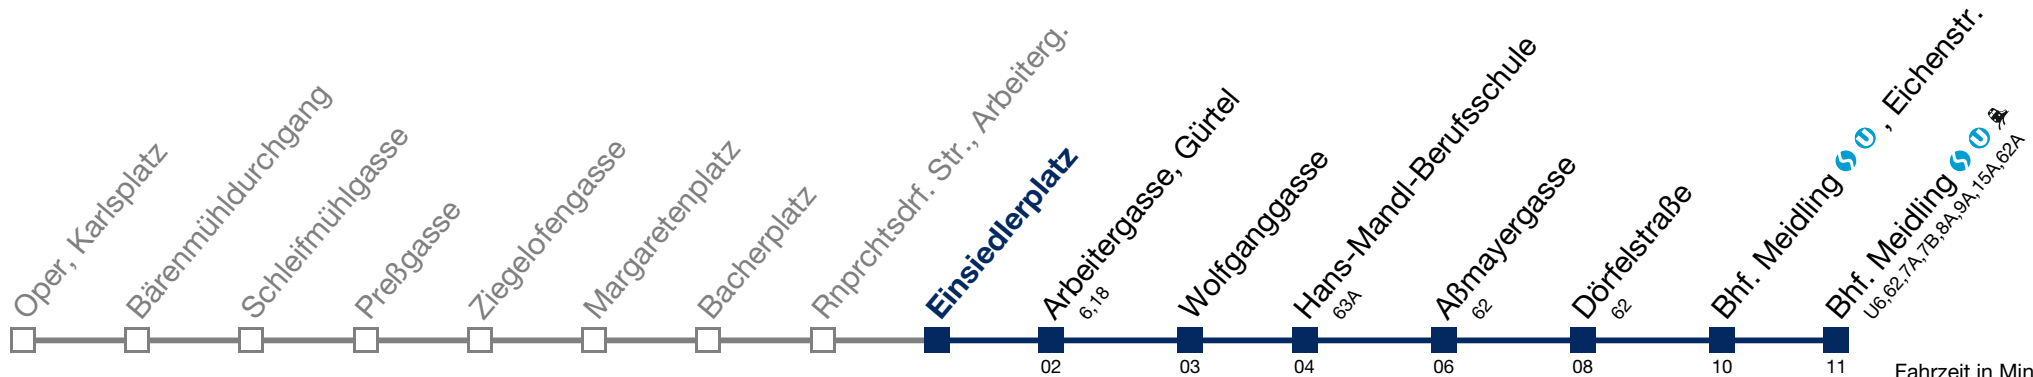 Oper, Karlsplatz
Bärenmühldurchgang
Schleifmühlgasse
Preßgasse
Ziegelofengasse
Margaretenplatz
Bacherplatz
Rnprchtsdrf. Str., Arbeiterg.
Einsiedlerplatz
Arbeitergasse, Gürtel
6,18
Wolfganggasse
Hans-Mandl-Berufsschule
63A
Aßmayergasse
62
Dörfelstraße
62
Bhf. Meidling S U , Eichenstr.
Bhf. Meidling S U
U6,62,7A,7B,8A,9A,15A,62A
02
03
04
06
08
10
11
Fahrzeit in Min